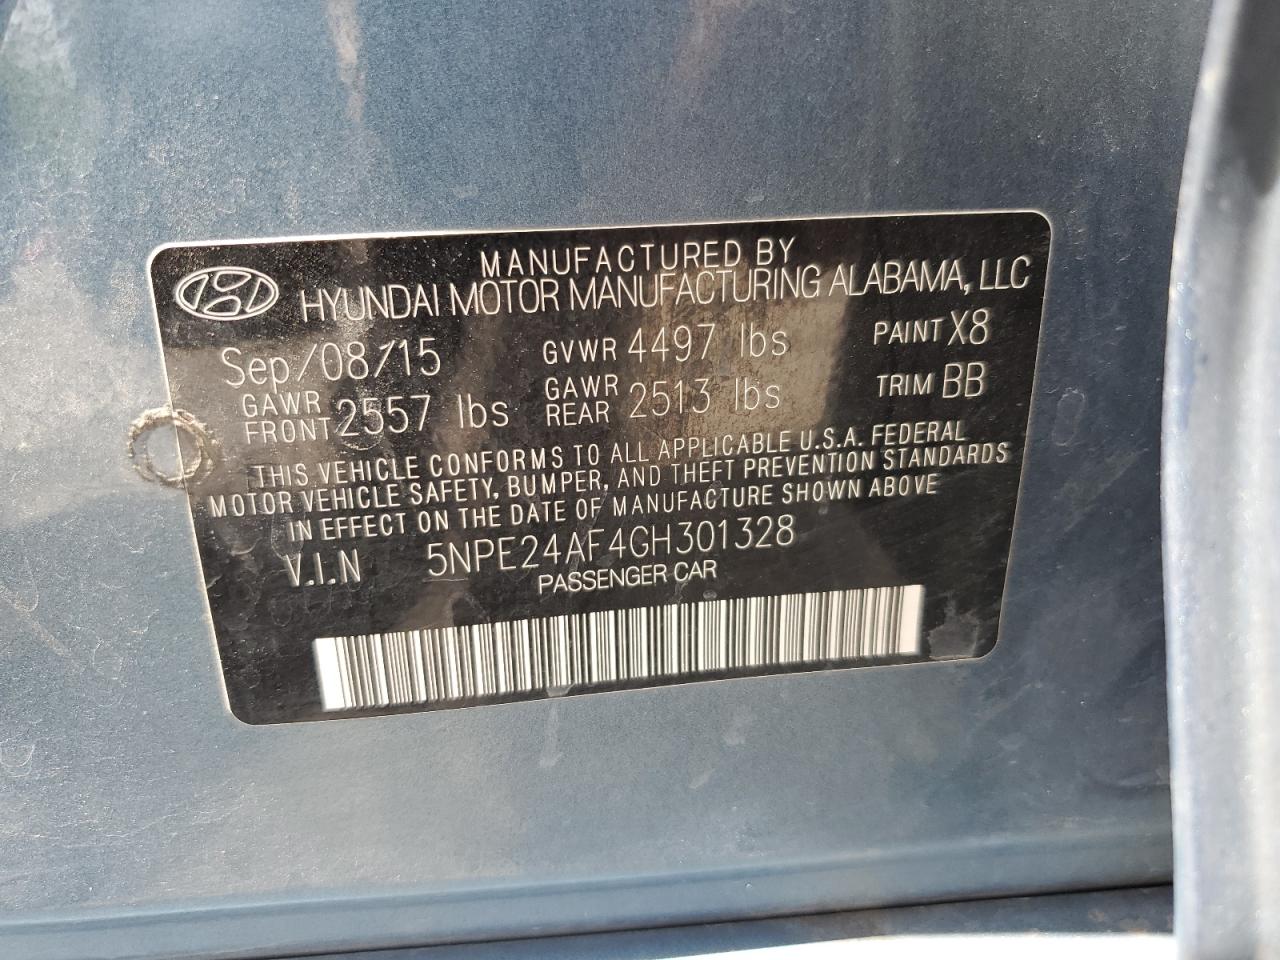 MANUFACTURED BY
HYUNDAI MOTOR MANUFACTURING ALABAMA, LLC
Sep/08/15 GVWR 4497 lbs PAINT X8
GAWR FRONT 2557 lbs GAWR REAR 2513 lbs TRIM BB
THIS VEHICLE CONFORMS TO ALL APPLICABLE U.S.A. FEDERAL
MOTOR VEHICLE SAFETY, BUMPER, AND THEFT PREVENTION STANDARDS
IN EFFECT ON THE DATE OF MANUFACTURE SHOWN ABOVE
V.I.N 5NPE24AF4GH301328
PASSENGER CAR